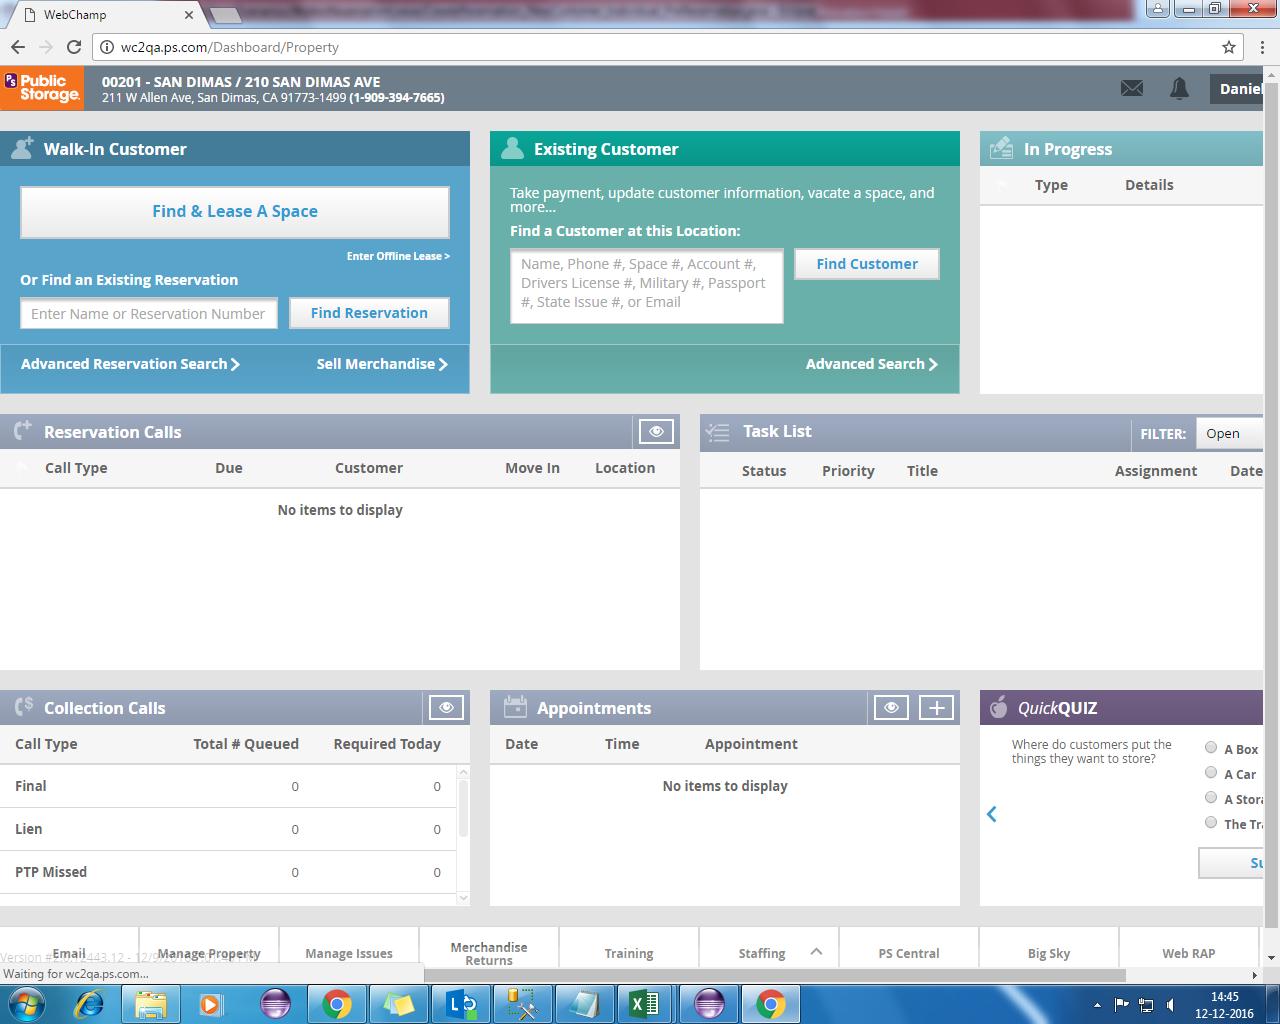 WebChamp
wc2qa.ps.com/Dashboard/Property
PS Public Storage.
00201 - SAN DIMAS / 210 SAN DIMAS AVE
211 W Allen Ave, San Dimas, CA 91773-1499 (1-909-394-7665)
Daniel
Walk-In Customer
Find & Lease A Space
Enter Offline Lease >
Or Find an Existing Reservation
Enter Name or Reservation Number
Find Reservation
Advanced Reservation Search
Sell Merchandise
Existing Customer
Take payment, update customer information, vacate a space, and
more...
Find a Customer at this Location:
Name, Phone #, Space #, Account #,
Drivers License #, Military #, Passport
#, State Issue #, or Email
Find Customer
Advanced Search
In Progress
Type Details
Reservation Calls
Call Type Due Customer Move In Location
No items to display
Task List
FILTER: Open
Status Priority Title Assignment Date
Collection Calls
Call Type Total # Queued Required Today
Final 0 0
Lien 0 0
PTP Missed 0 0
Appointments
Date Time Appointment
No items to display
QuickQUIZ
Where do customers put the
things they want to store?
A Box
A Car
A Stora
The Tra
Su
Email
Manage Property
Manage Issues
Merchandise
Returns
Training
Staffing
PS Central
Big Sky
Web RAP
Waiting for wc2qa.ps.com...
14:45
12-12-2016